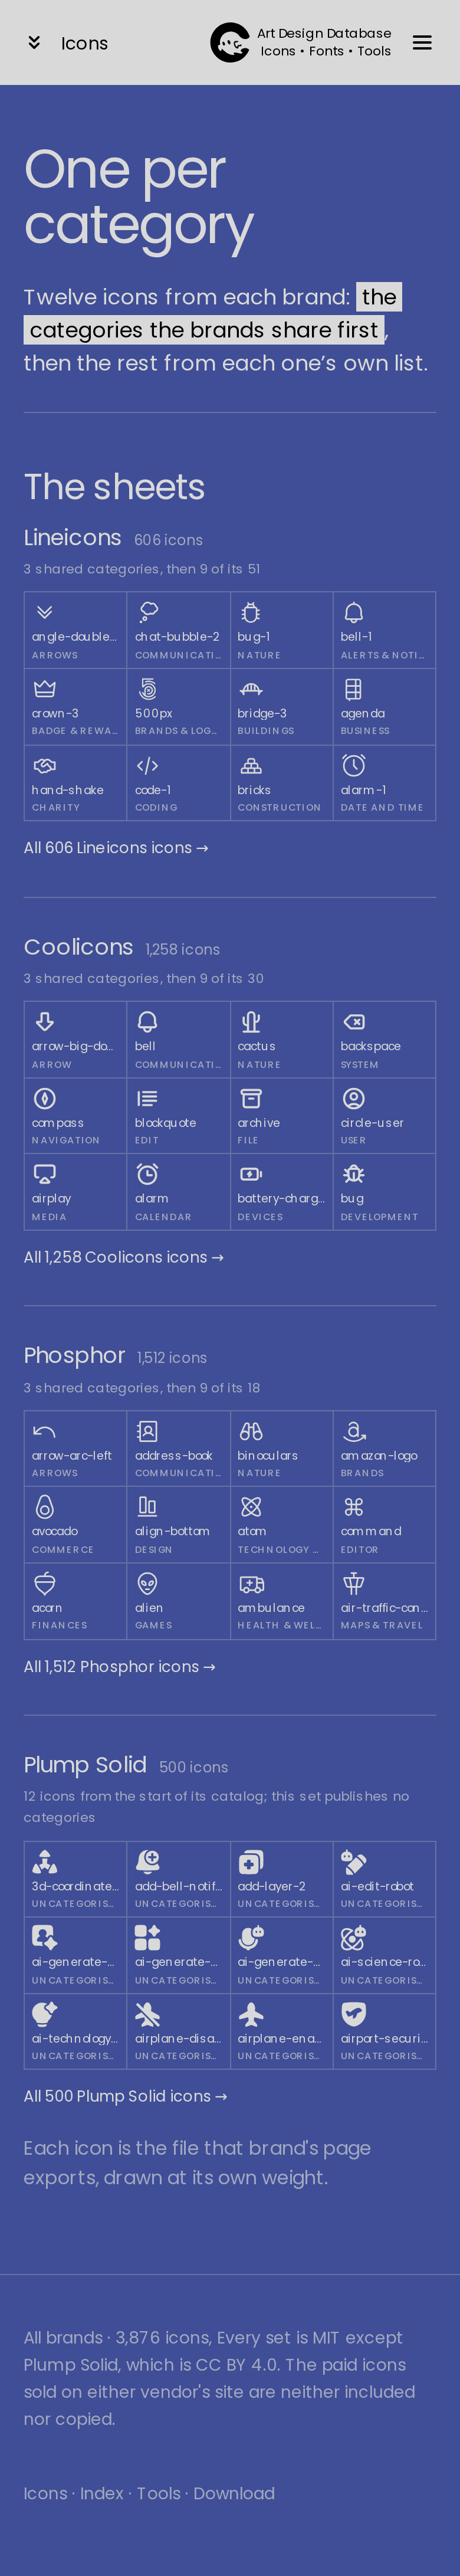 Icons
Art Design Database
Icons • Fonts • Tools
One per
category
Twelve icons from each brand: the
categories the brands share first,
then the rest from each one’s own list.
The sheets
Lineicons 606 icons
3 shared categories, then 9 of its 51
angle-double... chat-bubble-2 bug-1 bell-1
ARROWS COMMUNICATI... NATURE ALERTS & NOTI...
crown-3 500px bridge-3 agenda
BADGE & REWA... BRANDS & LOG... BUILDINGS BUSINESS
hand-shake code-1 bricks alarm-1
CHARITY CODING CONSTRUCTION DATE AND TIME
All 606 Lineicons icons →
Coolicons 1,258 icons
3 shared categories, then 9 of its 30
arrow-big-do... bell cactus backspace
ARROW COMMUNICATI... NATURE SYSTEM
compass blockquote archive circle-user
NAVIGATION EDIT FILE USER
airplay alarm battery-charg... bug
MEDIA CALENDAR DEVICES DEVELOPMENT
All 1,258 Coolicons icons →
Phosphor 1,512 icons
3 shared categories, then 9 of its 18
arrow-arc-left address-book binoculars amazon-logo
ARROWS COMMUNICATI... NATURE BRANDS
avocado align-bottom atom command
COMMERCE DESIGN TECHNOLOGY ... EDITOR
acorn alien ambulance air-traffic-con...
FINANCES GAMES HEALTH & WEL... MAPS & TRAVEL
All 1,512 Phosphor icons →
Plump Solid 500 icons
12 icons from the start of its catalog; this set publishes no
categories
3d-coordinate... add-bell-notif... add-layer-2 ai-edit-robot
UNCATEGORIS... UNCATEGORIS... UNCATEGORIS... UNCATEGORIS...
ai-generate-... ai-generate-... ai-generate-... ai-science-ro...
UNCATEGORIS... UNCATEGORIS... UNCATEGORIS... UNCATEGORIS...
ai-technology... airplane-disa... airplane-ena... airport-securi...
UNCATEGORIS... UNCATEGORIS... UNCATEGORIS... UNCATEGORIS...
All 500 Plump Solid icons →
Each icon is the file that brand's page
exports, drawn at its own weight.
All brands · 3,876 icons, Every set is MIT except
Plump Solid, which is CC BY 4.0. The paid icons
sold on either vendor's site are neither included
nor copied.
Icons · Index · Tools · Download